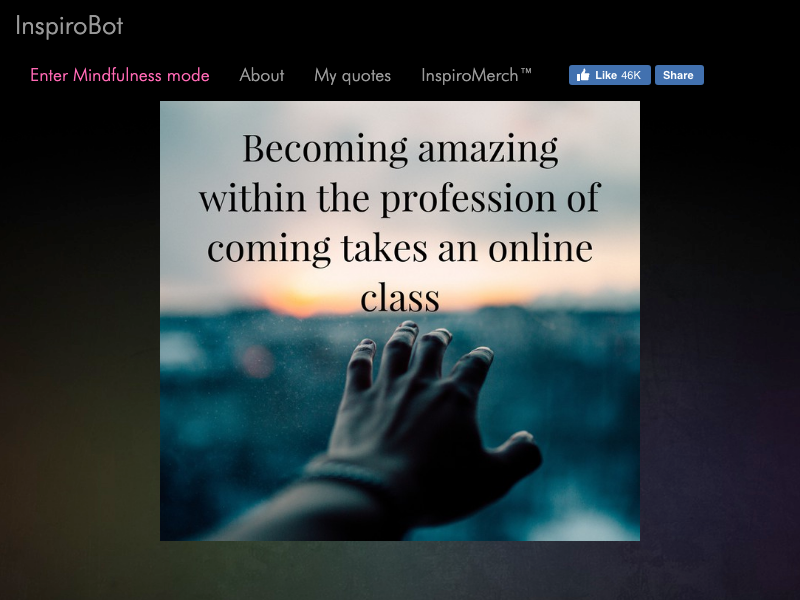 InspiroBot
Enter Mindfulness mode About My quotes InspiroMerch™ Like 46K Share
Becoming amazing
within the profession of
coming takes an online
class